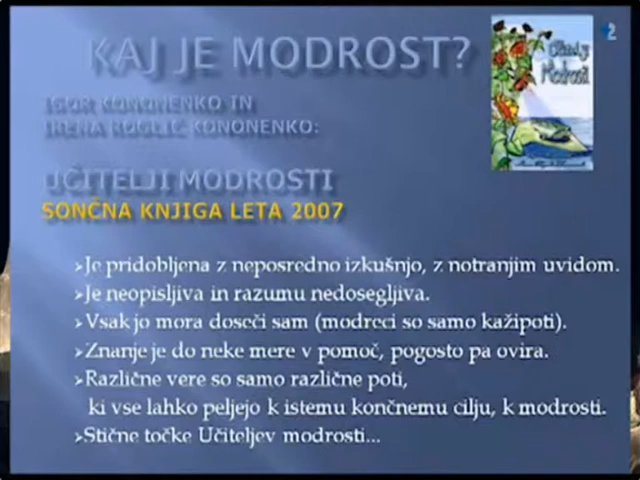 KAJ JE MODROST?
IGOR KONONENKO IN
IRENA ROGLIČ KONONENKO:
UČITELJI MODROSTI
SONČNA KNJIGA LETA 2007
Učitelji
Modrosti
2
➢Je pridobljena z neposredno izkušnjo, z notranjim uvidom.
➢Je neopisljiva in razumu nedosegljiva.
➢Vsak jo mora doseči sam (modreci so samo kažipoti).
➢Znanje je do neke mere v pomoč, pogosto pa ovira.
➢Različne vere so samo različne poti,
ki vse lahko peljejo k istemu končnemu cilju, k modrosti.
➢Stične točke Učiteljev modrosti...